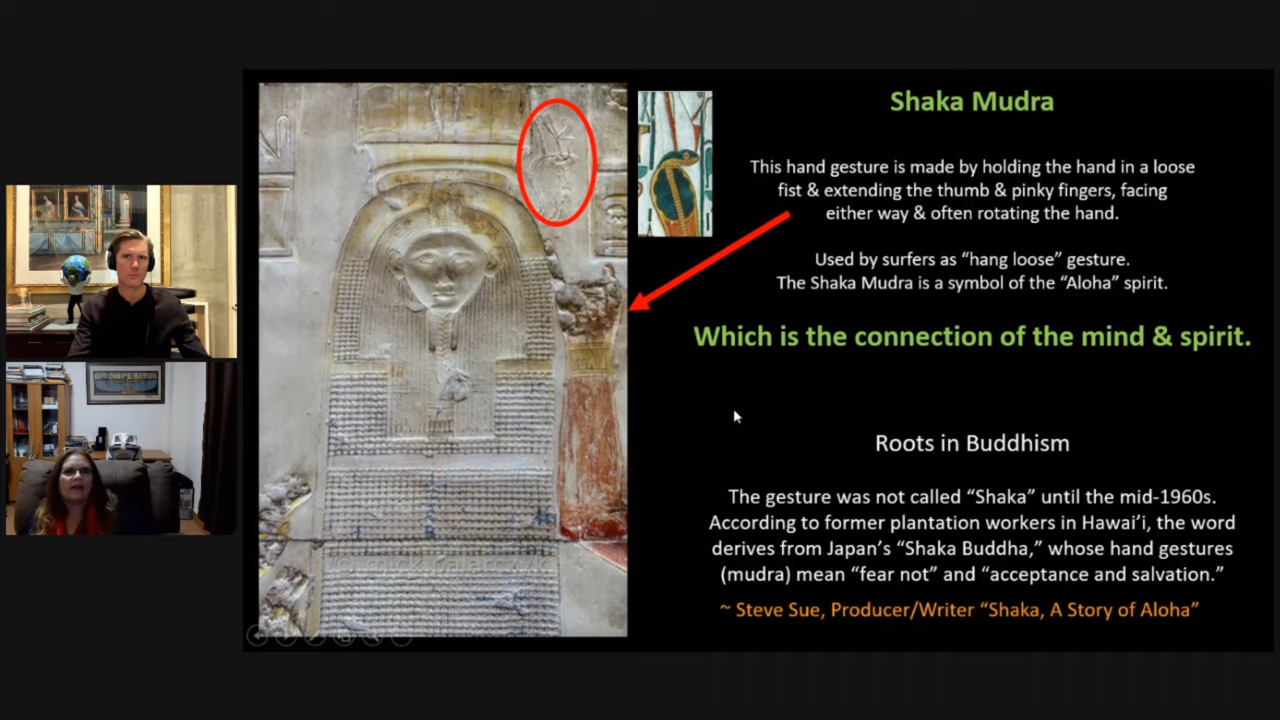 Shaka Mudra
This hand gesture is made by holding the hand in a loose
fist & extending the thumb & pinky fingers, facing
either way & often rotating the hand.
Used by surfers as “hang loose” gesture.
The Shaka Mudra is a symbol of the “Aloha” spirit.
Which is the connection of the mind & spirit.
Roots in Buddhism
The gesture was not called “Shaka” until the mid-1960s.
According to former plantation workers in Hawai’i, the word
derives from Japan’s “Shaka Buddha,” whose hand gestures
(mudra) mean “fear not” and “acceptance and salvation.”
~ Steve Sue, Producer/Writer “Shaka, A Story of Aloha”